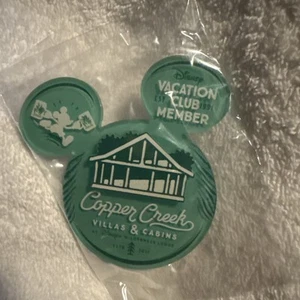 Disney
VACATION
CLUB
MEMBER
Copper Creek
VILLAS & CABINS